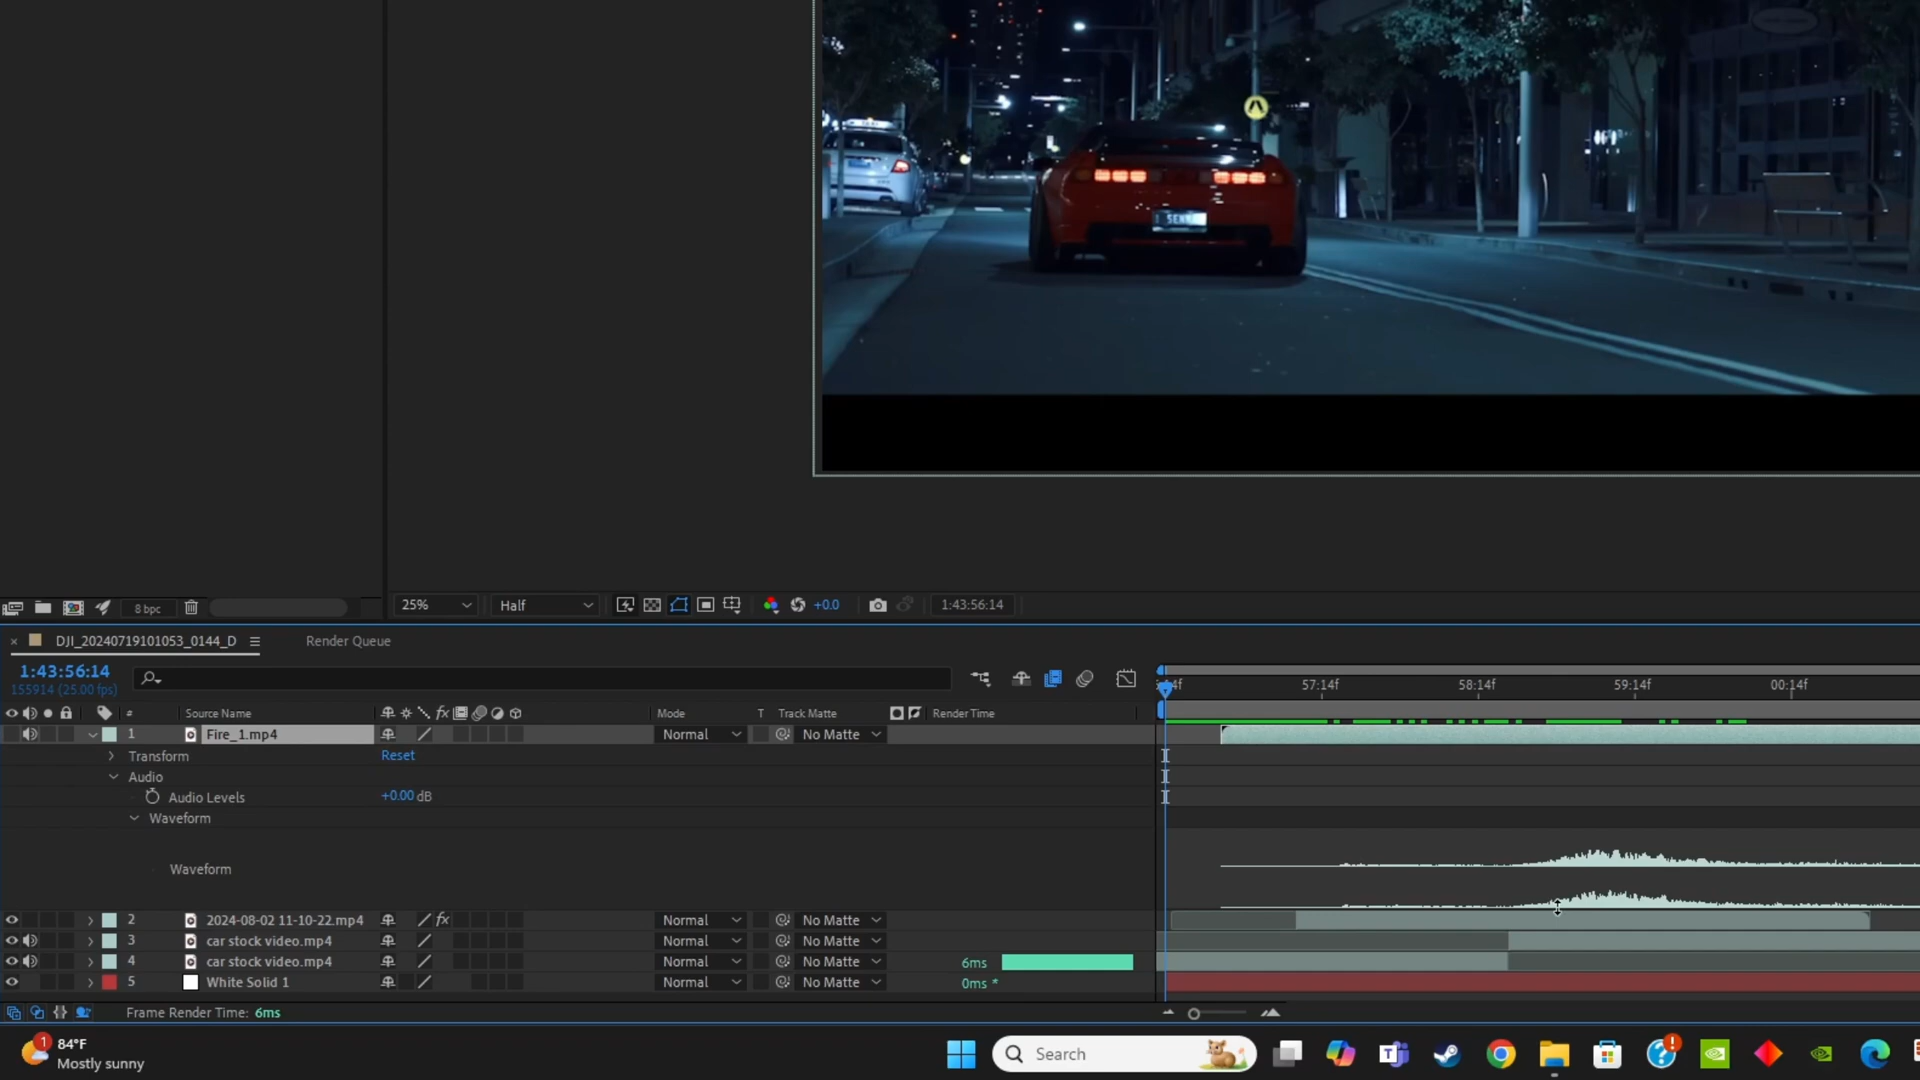 SENN
8 bpc
25%
Half
+0.0
1:43:56:14
DJI_20240719101053_0144_D
Render Queue
1:43:56:14
155914 (25.00 fps)
57:14f
58:14f
59:14f
00:14f
#
Source Name
fx
Mode
T
Track Matte
Render Time
1
Fire_1.mp4
Normal
No Matte
Transform
Reset
Audio
Audio Levels
+0.00 dB
Waveform
Waveform
2
2024-08-02 11-10-22.mp4
fx
Normal
No Matte
3
car stock video.mp4
Normal
No Matte
4
car stock video.mp4
Normal
No Matte
6ms
5
White Solid 1
Normal
No Matte
0ms *
Frame Render Time: 6ms
1
84°F
Mostly sunny
Search